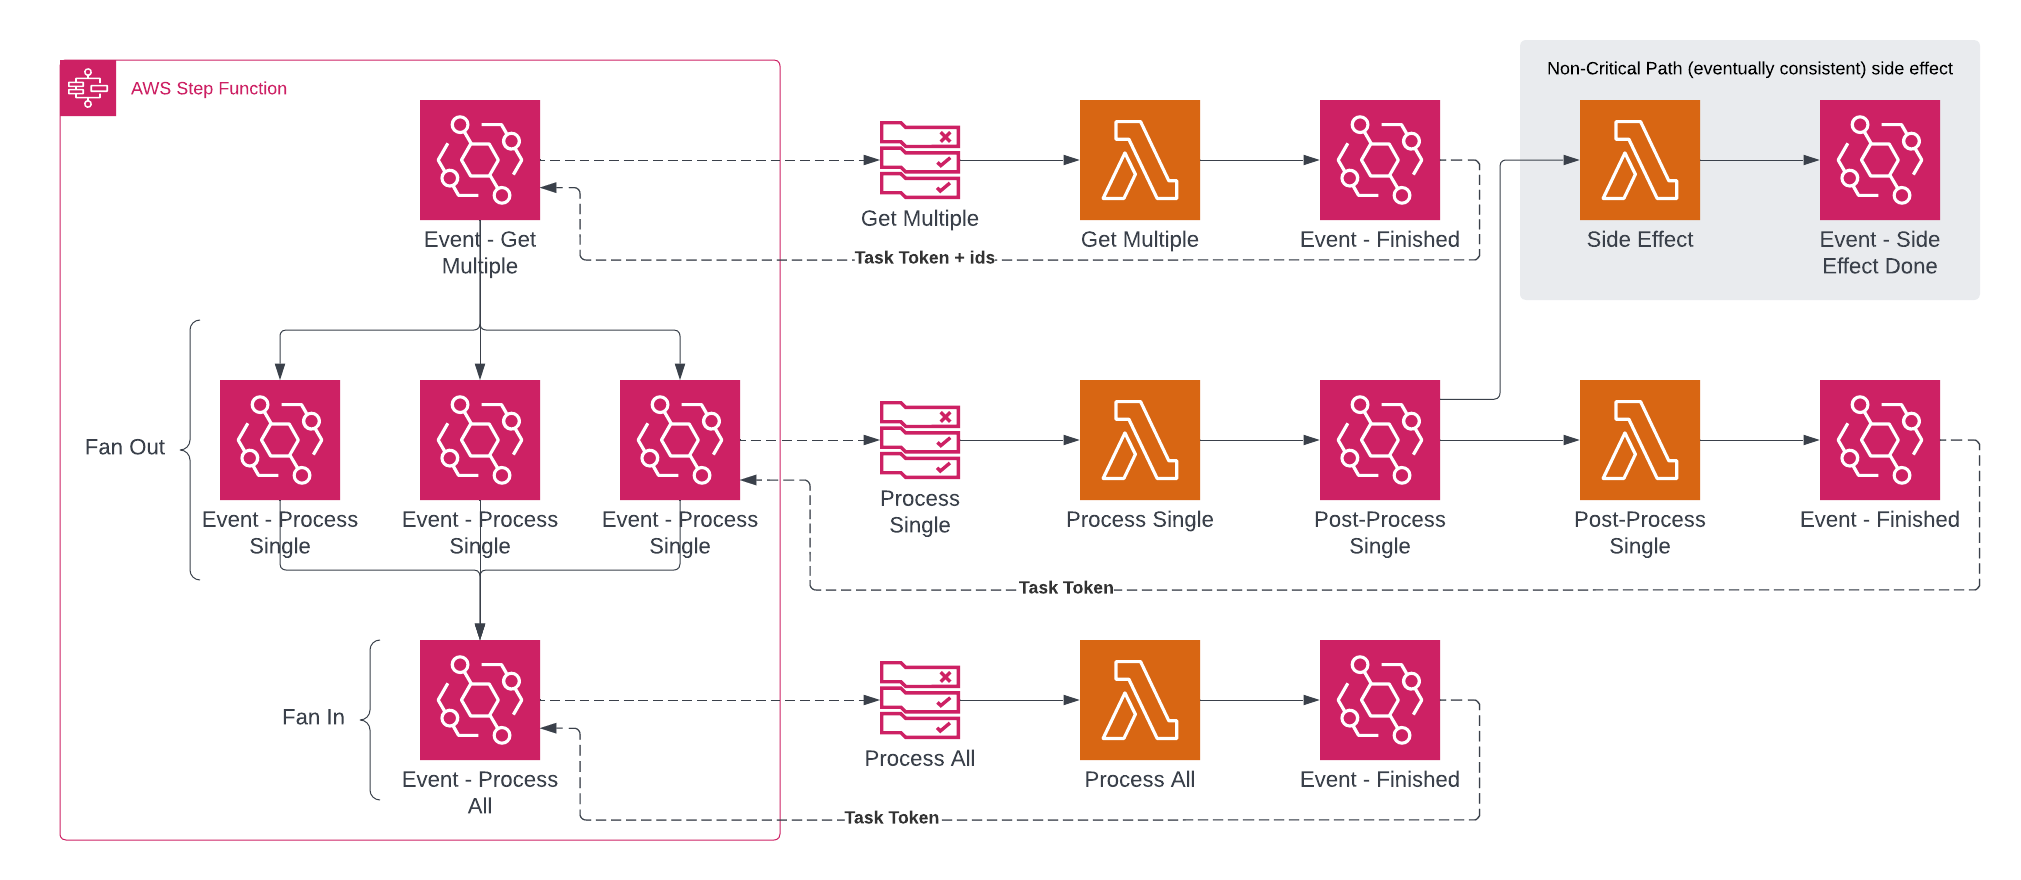 Non-Critical Path (eventually consistent) side effect
AWS Step Function
Event - Get
Multiple
Get Multiple
Get Multiple
Event - Finished
Side Effect
Event - Side
Effect Done
Task Token + ids
Fan Out
Event - Process
Single
Event - Process
Single
Event - Process
Single
Process
Single
Process Single
Post-Process
Single
Post-Process
Single
Event - Finished
Task Token
Fan In
Event - Process
All
Process All
Process All
Event - Finished
Task Token